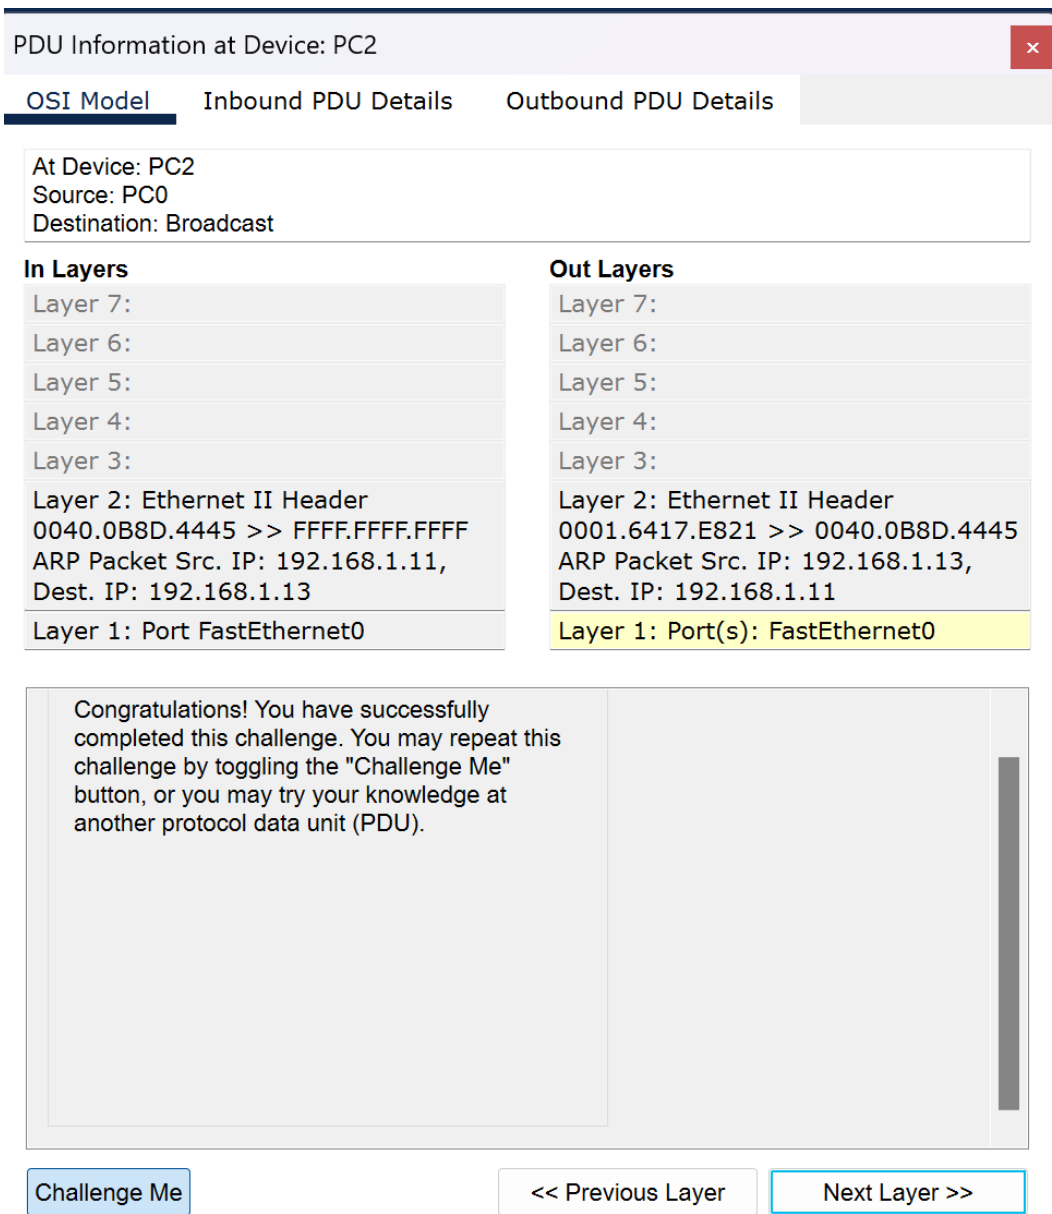 PDU Information at Device: PC2
x
OSI Model Inbound PDU Details Outbound PDU Details
At Device: PC2
Source: PC0
Destination: Broadcast
In Layers
Layer 7:
Layer 6:
Layer 5:
Layer 4:
Layer 3:
Layer 2: Ethernet II Header
0040.0B8D.4445 >> FFFF.FFFF.FFFF
ARP Packet Src. IP: 192.168.1.11,
Dest. IP: 192.168.1.13
Layer 1: Port FastEthernet0
Out Layers
Layer 7:
Layer 6:
Layer 5:
Layer 4:
Layer 3:
Layer 2: Ethernet II Header
0001.6417.E821 >> 0040.0B8D.4445
ARP Packet Src. IP: 192.168.1.13,
Dest. IP: 192.168.1.11
Layer 1: Port(s): FastEthernet0
Congratulations! You have successfully
completed this challenge. You may repeat this
challenge by toggling the "Challenge Me"
button, or you may try your knowledge at
another protocol data unit (PDU).
Challenge Me << Previous Layer Next Layer >>